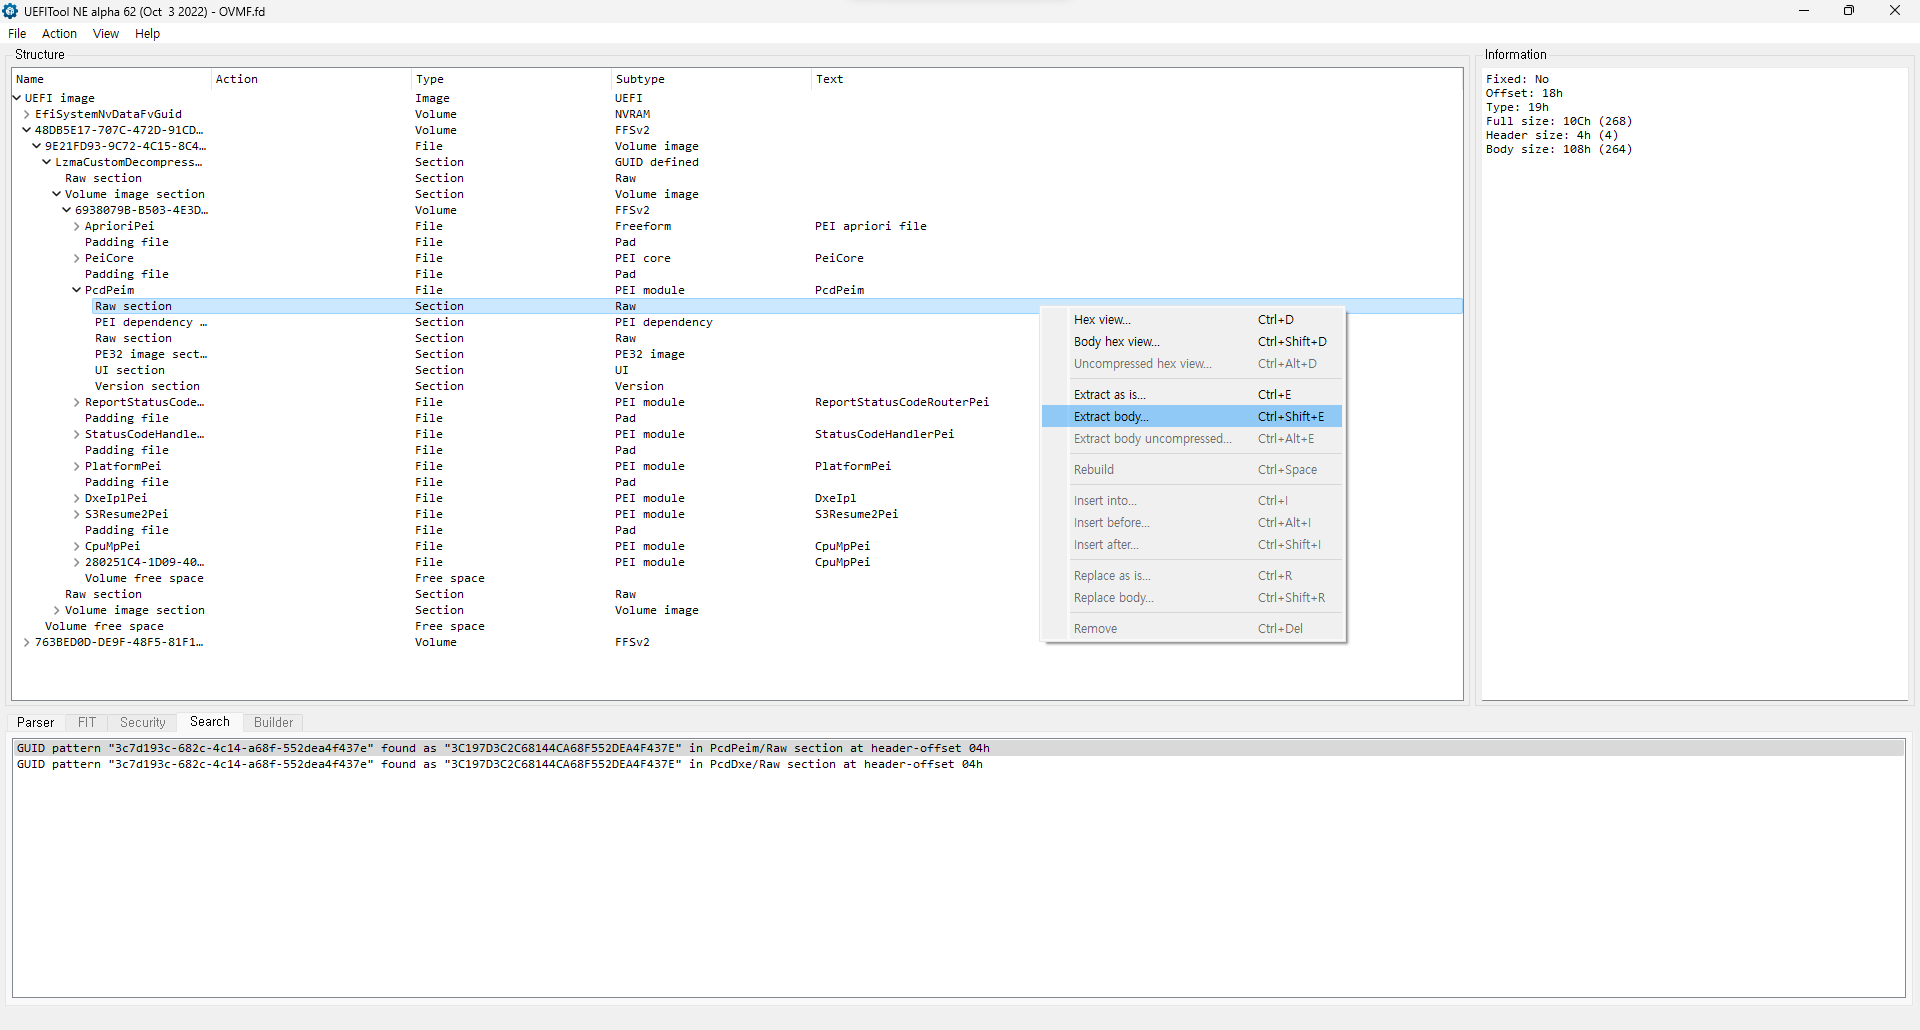 UEFITool NE alpha 62 (Oct  3 2022) - OVMF.fd
File Action View Help
Structure
Name Action Type Subtype Text
UEFI image Image UEFI
EfiSystemNvDataFvGuid Volume NVRAM
48DB5E17-707C-472D-91CD… Volume FFSv2
9E21FD93-9C72-4C15-8C4… File Volume image
LzmaCustomDecompress… Section GUID defined
Raw section Section Raw
Volume image section Section Volume image
6938079B-B503-4E3D… Volume FFSv2
AprioriPei File Freeform PEI apriori file
Padding file File Pad
PeiCore File PEI core PeiCore
Padding file File Pad
PcdPeim File PEI module PcdPeim
Raw section Section Raw
PEI dependency … Section PEI dependency
Raw section Section Raw
PE32 image sect… Section PE32 image
UI section Section UI
Version section Section Version
ReportStatusCode… File PEI module ReportStatusCodeRouterPei
Padding file File Pad
StatusCodeHandle… File PEI module StatusCodeHandlerPei
Padding file File Pad
PlatformPei File PEI module PlatformPei
Padding file File Pad
DxeIplPei File PEI module DxeIpl
S3Resume2Pei File PEI module S3Resume2Pei
Padding file File Pad
CpuMpPei File PEI module CpuMpPei
280251C4-1D09-40… File PEI module CpuMpPei
Volume free space Free space
Raw section Section Raw
Volume image section Section Volume image
Volume free space Free space
763BED0D-DE9F-48F5-81F1… Volume FFSv2
Hex view... Ctrl+D
Body hex view... Ctrl+Shift+D
Uncompressed hex view... Ctrl+Alt+D
Extract as is... Ctrl+E
Extract body... Ctrl+Shift+E
Extract body uncompressed... Ctrl+Alt+E
Rebuild Ctrl+Space
Insert into... Ctrl+I
Insert before... Ctrl+Alt+I
Insert after... Ctrl+Shift+I
Replace as is... Ctrl+R
Replace body... Ctrl+Shift+R
Remove Ctrl+Del
Information
Fixed: No
Offset: 18h
Type: 19h
Full size: 10Ch (268)
Header size: 4h (4)
Body size: 108h (264)
Parser FIT Security Search Builder
GUID pattern "3c7d193c-682c-4c14-a68f-552dea4f437e" found as "3C197D3C2C68144CA68F552DEA4F437E" in PcdPeim/Raw section at header-offset 04h
GUID pattern "3c7d193c-682c-4c14-a68f-552dea4f437e" found as "3C197D3C2C68144CA68F552DEA4F437E" in PcdDxe/Raw section at header-offset 04h